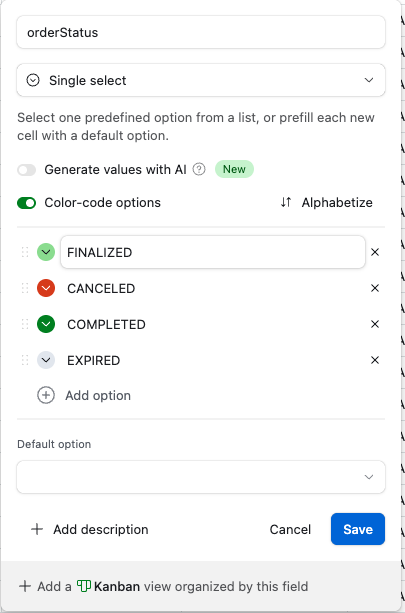 orderStatus
Single select
Select one predefined option from a list, or prefill each new
cell with a default option.
Generate values with AI ? New
Color-code options Alphabetize
FINALIZED
CANCELED
COMPLETED
EXPIRED
Add option
Default option
Add description Cancel Save
Add a Kanban view organized by this field